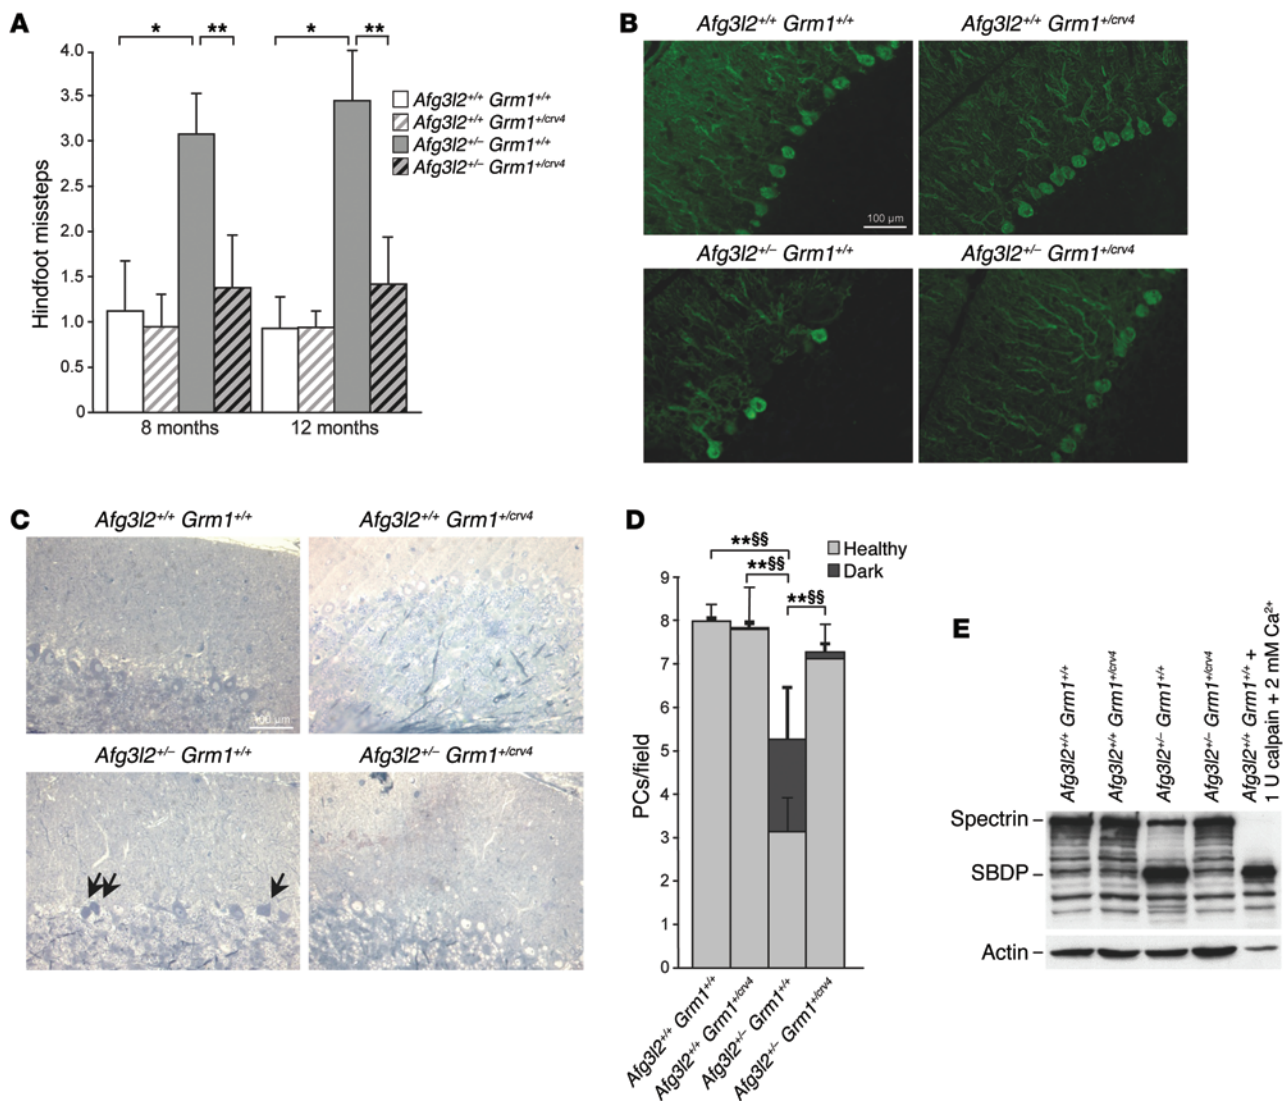 A
* ** * **
4.0
3.5
3.0
2.5
2.0
1.5
1.0
0.5
0
Hindfoot missteps
8 months 12 months
Afg3l2+/+ Grm1+/+
Afg3l2+/+ Grm1+/crv4
Afg3l2+/− Grm1+/+
Afg3l2+/− Grm1+/crv4
B
Afg3l2+/+ Grm1+/+ Afg3l2+/+ Grm1+/crv4
100 µm
Afg3l2+/− Grm1+/+ Afg3l2+/− Grm1+/crv4
C
Afg3l2+/+ Grm1+/+ Afg3l2+/+ Grm1+/crv4
100 µm
Afg3l2+/− Grm1+/+ Afg3l2+/− Grm1+/crv4
D
**§§
**§§
**§§
Healthy
Dark
9
8
7
6
5
4
3
2
1
0
PCs/field
Afg3l2+/+ Grm1+/+
Afg3l2+/+ Grm1+/crv4
Afg3l2+/− Grm1+/+
Afg3l2+/− Grm1+/crv4
E
Afg3l2+/+ Grm1+/+
Afg3l2+/+ Grm1+/crv4
Afg3l2+/− Grm1+/+
Afg3l2+/− Grm1+/crv4
Afg3l2+/+ Grm1+/+ +
1 U calpain + 2 mM Ca2+
Spectrin –
SBDP –
Actin –